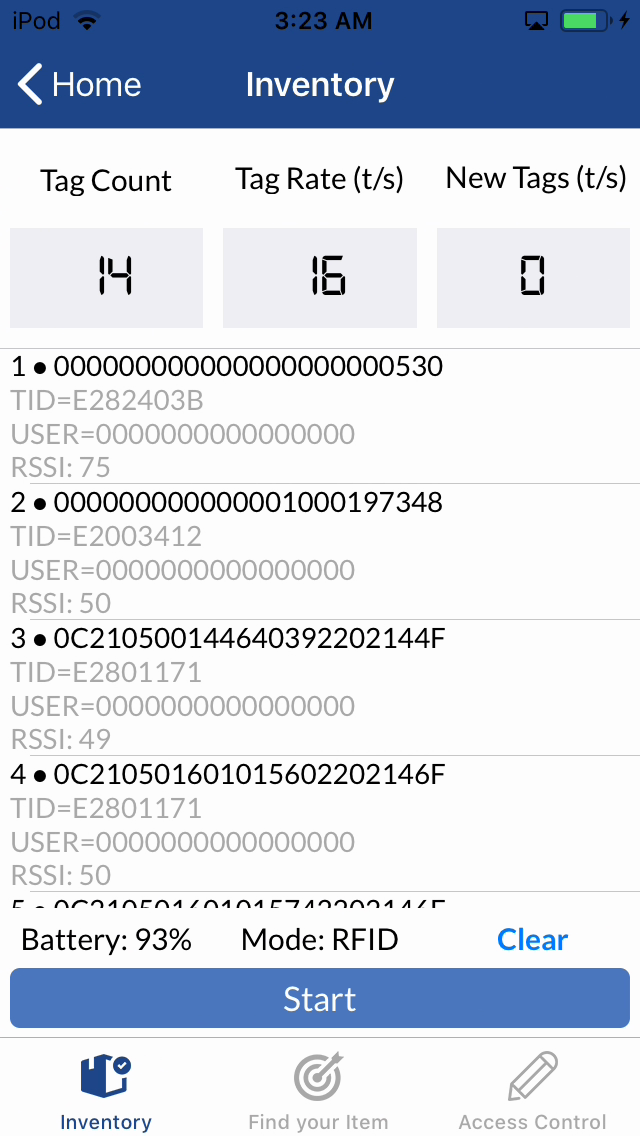 iPod 3:23 AM
Home Inventory
Tag Count Tag Rate (t/s) New Tags (t/s)
14 16 0
1 ● 000000000000000000000530
TID=E282403B
USER=0000000000000000
RSSI: 75
2 ● 000000000000001000197348
TID=E2003412
USER=0000000000000000
RSSI: 50
3 ● 0C210500144640392202144F
TID=E2801171
USER=0000000000000000
RSSI: 49
4 ● 0C210501601015602202146F
TID=E2801171
USER=0000000000000000
RSSI: 50
Battery: 93% Mode: RFID Clear
Start
Inventory Find your Item Access Control